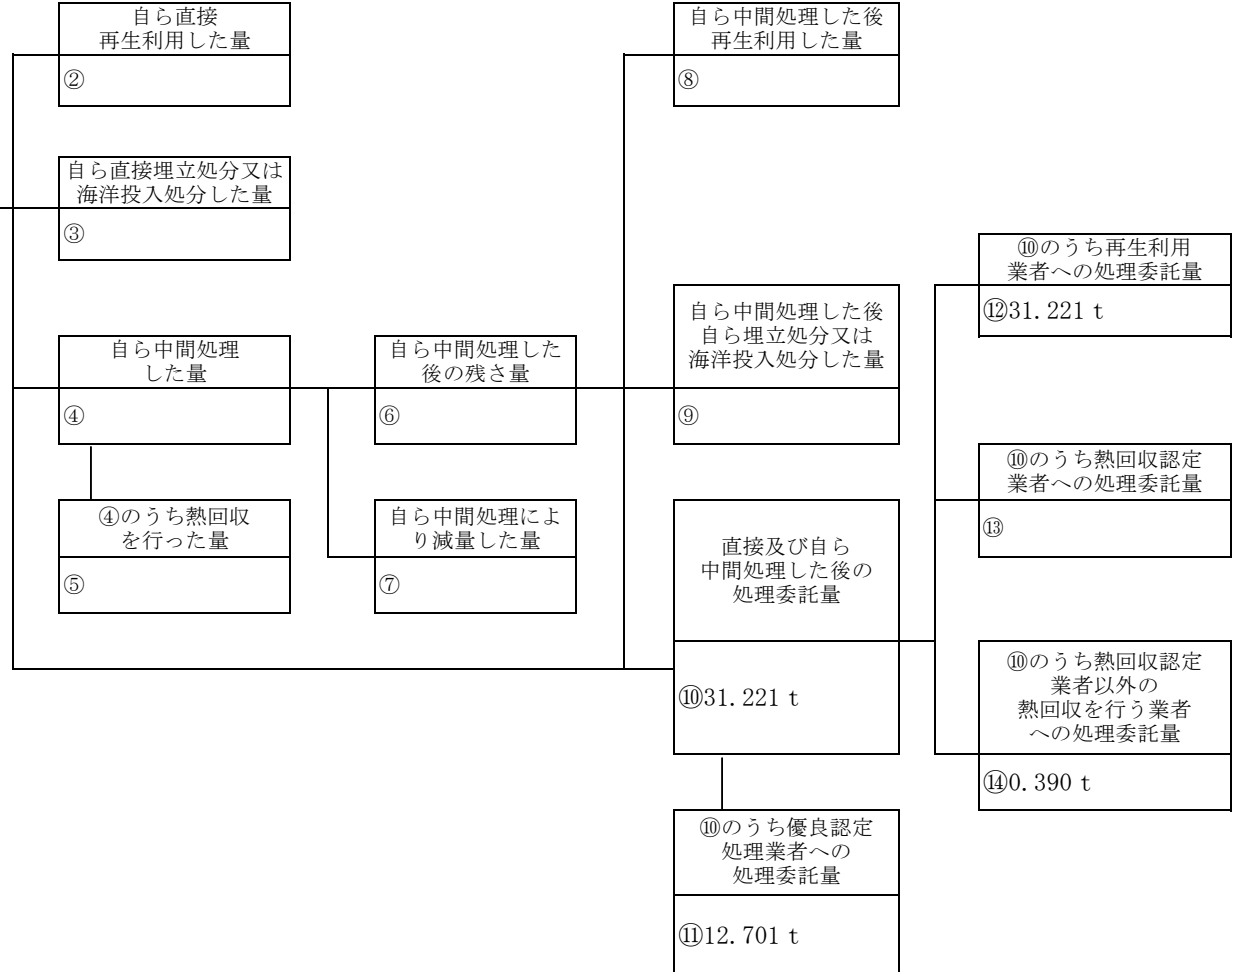 自ら直接
再生利用した量
②
自ら直接埋立処分又は
海洋投入処分した量
③
自ら中間処理
した量
④
④のうち熱回収
を行った量
⑤
自ら中間処理した
後の残さ量
⑥
自ら中間処理によ
り減量した量
⑦
自ら中間処理した後
再生利用した量
⑧
自ら中間処理した後
自ら埋立処分又は
海洋投入処分した量
⑨
直接及び自ら
中間処理した後の
処理委託量
⑩31.221 t
⑩のうち優良認定
処理業者への
処理委託量
⑪12.701 t
⑩のうち再生利用
業者への処理委託量
⑫31.221 t
⑩のうち熱回収認定
業者への処理委託量
⑬
⑩のうち熱回収認定
業者以外の
熱回収を行う業者
への処理委託量
⑭0.390 t